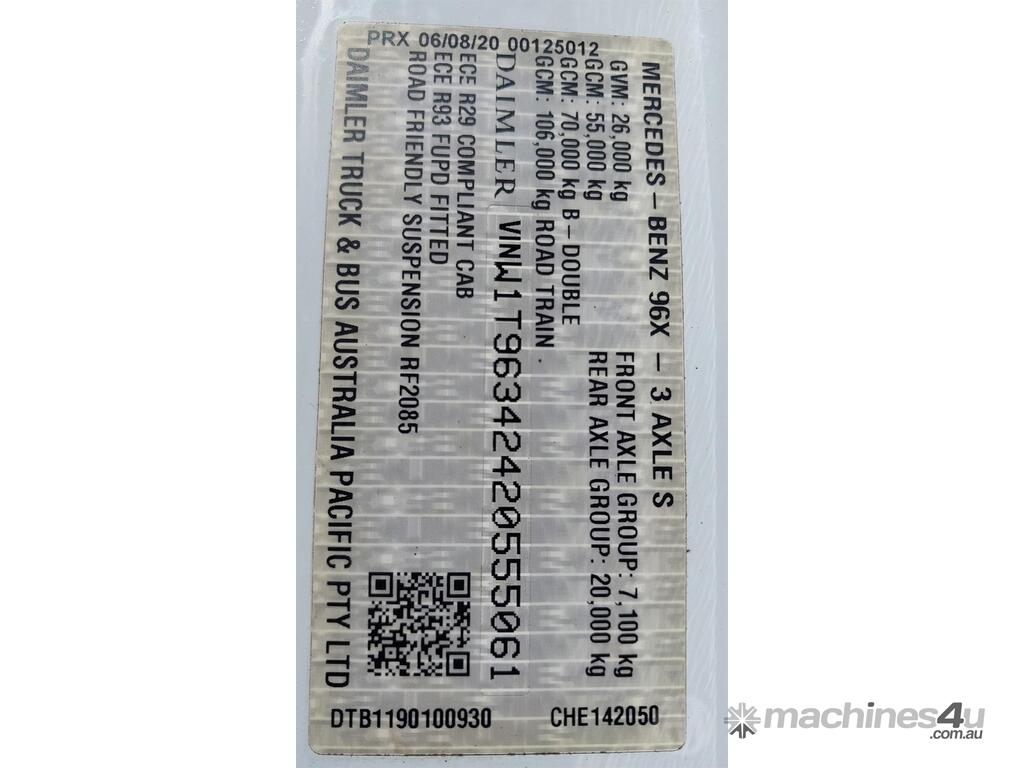 PRX 06/08/20 00125012
MERCEDES-BENZ 96X - 3 AXLE S
GVM: 26,000 kg FRONT AXLE GROUP: 7,100 kg
GCM: 55,000 kg REAR AXLE GROUP: 20,000 kg
GCM: 70,000 kg B-DOUBLE
GCM: 106,000 kg ROAD TRAIN
DAIMLER VINW1T96342420555061
ECE R29 COMPLIANT CAB
ECE R93 FUPD FITTED
ROAD FRIENDLY SUSPENSION RF2085
DAIMLER TRUCK & BUS AUSTRALIA PACIFIC PTY LTD
DTB1190100930 CHE142050
machines4u
.com.au